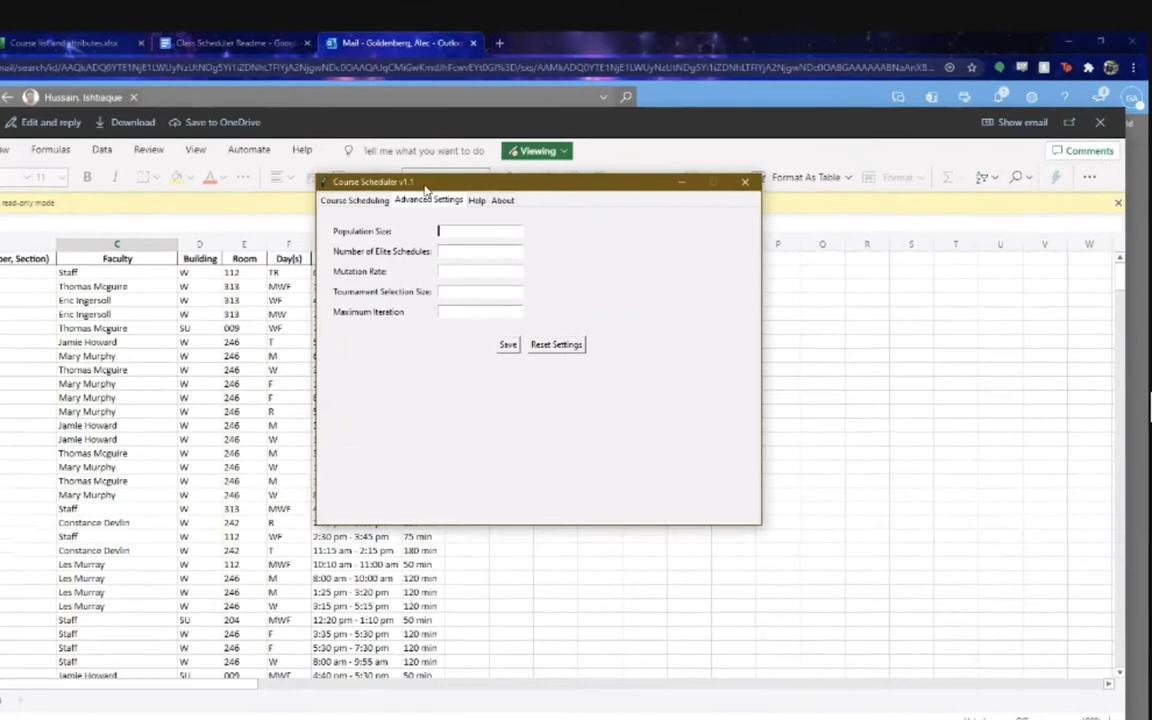 Course list and attributes.xlsx
Class Scheduler Readme - Goo
Mail - Goldenberg, Alec - Outlo
Hussain, Ishtiaque
GA
Edit and reply
Download
Save to OneDrive
Show email
Formulas
Data
Review
View
Automate
Help
Tell me what you want to do
Viewing
Comments
11
B
A
Format As Table
Format
read-only mode
Course Scheduler v1.1
Course Scheduling
Advanced Settings
Help
About
Population Size:
Number of Elite Schedules:
Mutation Rate:
Tournament Selection Size:
Maximum Iteration
Save
Reset Settings
C D E F P Q R S T U V W
ber, Section) Faculty Building Room Day(s)
Staff W 112 TR
Thomas Mcguire W 313 MWF
Eric Ingersoll W 313 WF
Eric Ingersoll W 313 MW
Thomas Mcguire SU 009 WF
Jamie Howard W 246 T
Mary Murphy W 246 M
Thomas Mcguire W 246 W
Mary Murphy W 246 F
Mary Murphy W 246 F
Mary Murphy W 246 R
Jamie Howard W 246 M
Jamie Howard W 246 W
Thomas Mcguire W 246 M
Mary Murphy W 246 W
Thomas Mcguire W 246 M
Mary Murphy W 246 W
Staff W 313 MWF
Constance Devlin W 242 R
Staff W 112 WF 2:30 pm - 3:45 pm 75 min
Constance Devlin W 242 T 11:15 am - 2:15 pm 180 min
Les Murray W 112 MWF 10:10 am - 11:00 am 50 min
Les Murray W 246 M 8:00 am - 10:00 am 120 min
Les Murray W 246 M 1:25 pm - 3:20 pm 120 min
Les Murray W 246 W 3:15 pm - 5:15 pm 120 min
Staff SU 204 MWF 12:20 pm - 1:10 pm 50 min
Staff W 246 F 3:35 pm - 5:30 pm 120 min
Staff W 246 F 5:35 pm - 7:30 pm 120 min
Staff W 246 W 8:00 am - 9:55 am 120 min
Jamie Howard SU 009 MWF 4:40 pm - 5:30 pm 50 min